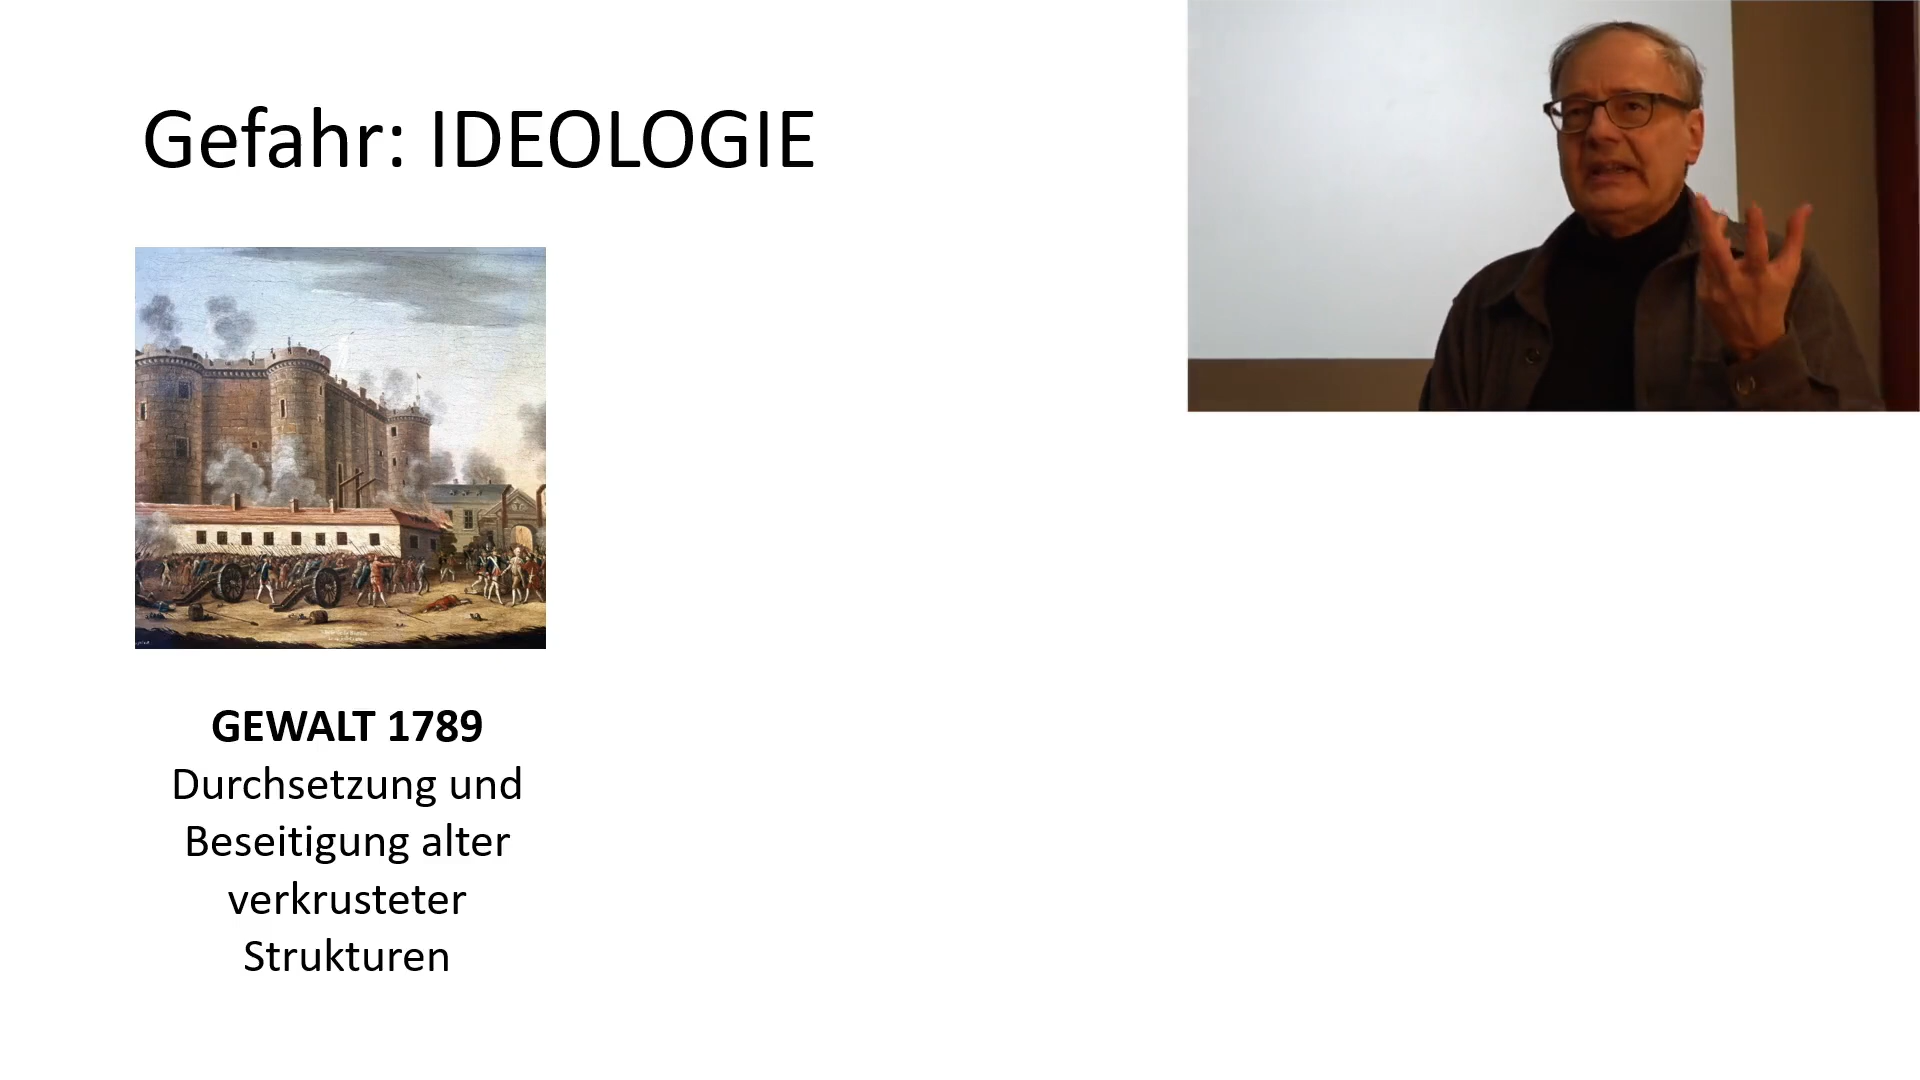 Gefahr: IDEOLOGIE
GEWALT 1789
Durchsetzung und
Beseitigung alter
verkrusteter
Strukturen